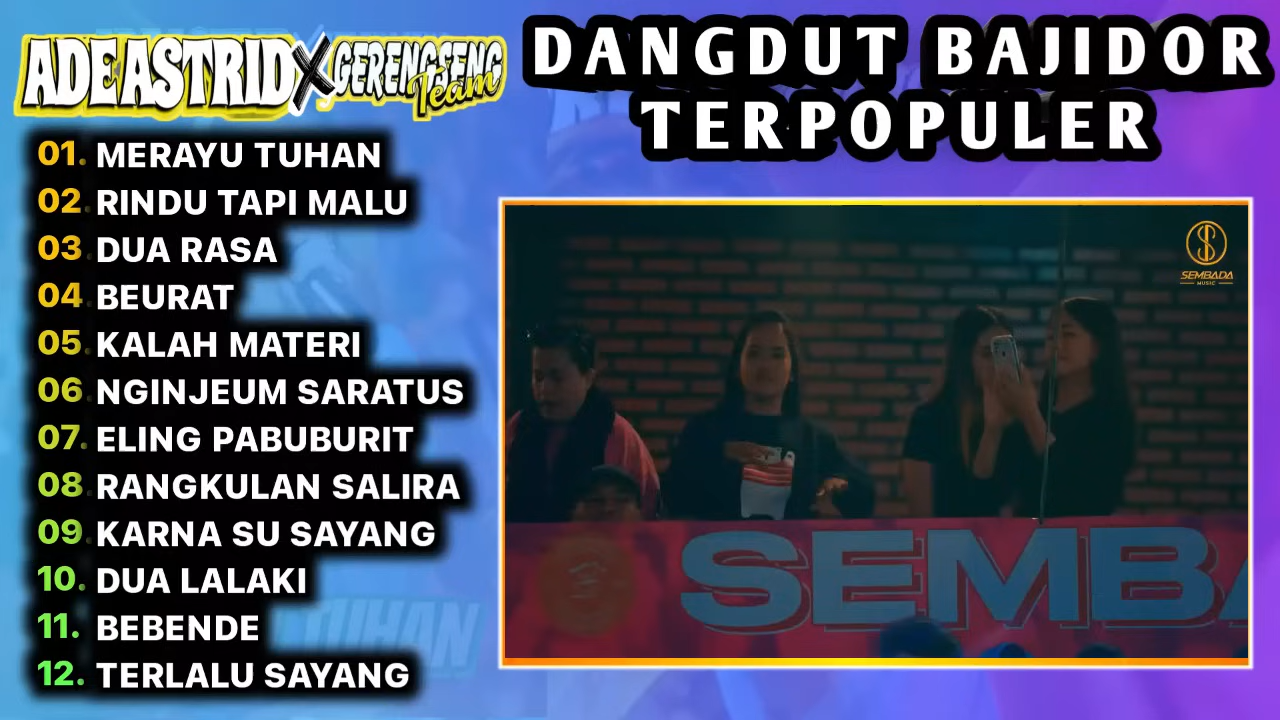 ADE ASTRID X GERENGSENG Team
DANGDUT BAJIDOR
TERPOPULER
01. MERAYU TUHAN
02. RINDU TAPI MALU
03. DUA RASA
04. BEURAT
05. KALAH MATERI
06. NGINJEUM SARATUS
07. ELING PABUBURIT
08. RANGKULAN SALIRA
09. KARNA SU SAYANG
10. DUA LALAKI
11. BEBENDE
12. TERLALU SAYANG
SEMBADA
MUSIC
SEMBA
TUHAN